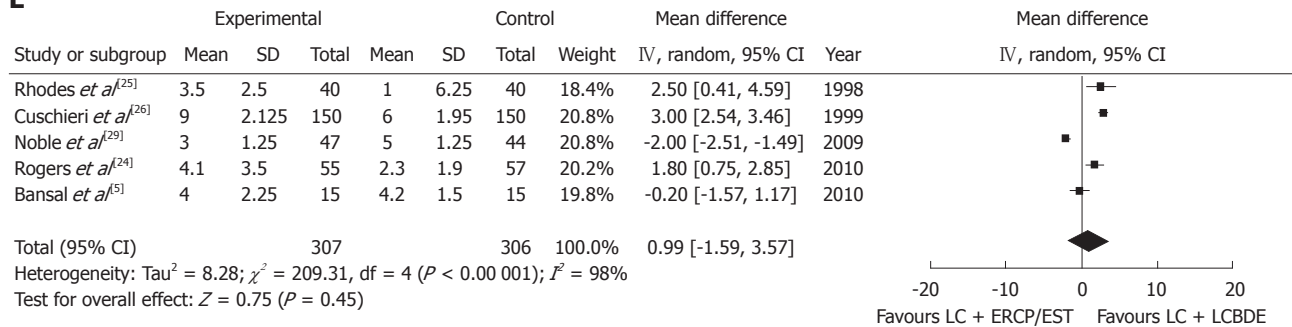 E
Experimental Control Mean difference Mean difference
Study or subgroup Mean SD Total Mean SD Total Weight Ⅳ, random, 95% CI Year Ⅳ, random, 95% CI
Rhodes et al[25] 3.5 2.5 40 1 6.25 40 18.4% 2.50 [0.41, 4.59] 1998
Cuschieri et al[26] 9 2.125 150 6 1.95 150 20.8% 3.00 [2.54, 3.46] 1999
Noble et al[29] 3 1.25 47 5 1.25 44 20.8% -2.00 [-2.51, -1.49] 2009
Rogers et al[24] 4.1 3.5 55 2.3 1.9 57 20.2% 1.80 [0.75, 2.85] 2010
Bansal et al[5] 4 2.25 15 4.2 1.5 15 19.8% -0.20 [-1.57, 1.17] 2010
Total (95% CI) 307 306 100.0% 0.99 [-1.59, 3.57]
Heterogeneity: Tau² = 8.28; χ² = 209.31, df = 4 (P < 0.00 001); I² = 98%
Test for overall effect: Z = 0.75 (P = 0.45)
-20 -10 0 10 20
Favours LC + ERCP/EST Favours LC + LCBDE